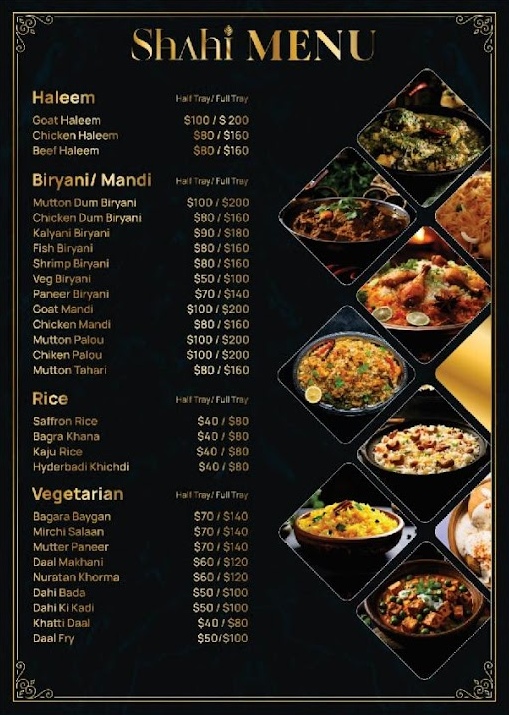 Shahi MENU
Haleem Half Tray/ Full Tray
Goat Haleem $100 / $ 200
Chicken Haleem $80 / $160
Beef Haleem $80 / $160
Biryani/ Mandi Half Tray/ Full Tray
Mutton Dum Biryani $100 / $200
Chicken Dum Biryani $80 / $160
Kalyani Biryani $90 / $180
Fish Biryani $80 / $160
Shrimp Biryani $80 / $160
Veg Biryani $50 / $100
Paneer Biryani $70 / $140
Goat Mandi $100 / $200
Chicken Mandi $80 / $160
Mutton Palou $100 / $200
Chiken Palou $100 / $200
Mutton Tahari $80 / $160
Rice Half Tray/ Full Tray
Saffron Rice $40 / $80
Bagra Khana $40 / $80
Kaju Rice $40 / $80
Hyderbadi Khichdi $40 / $80
Vegetarian Half Tray/ Full Tray
Bagara Baygan $70 / $140
Mirchi Salaan $70 / $140
Mutter Paneer $70 / $140
Daal Makhani $60 / $120
Nuratan Khorma $60 / $120
Dahi Bada $50 / $100
Dahi Ki Kadi $50 / $100
Khatti Daal $40 / $80
Daal Fry $50/$100